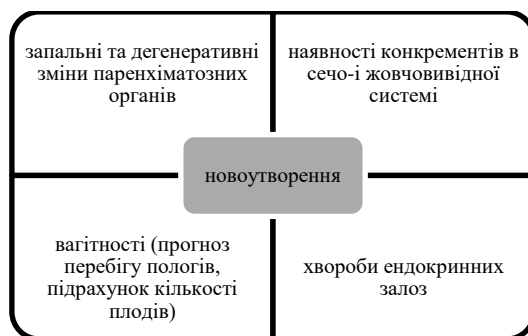 запальні та дегенеративні
зміни паренхіматозних
органів
наявності конкрементів в
сечо-і жовчовивідної
системі
новоутворення
вагітності (прогноз
перебігу пологів,
підрахунок кількості
плодів)
хвороби ендокринних
залоз